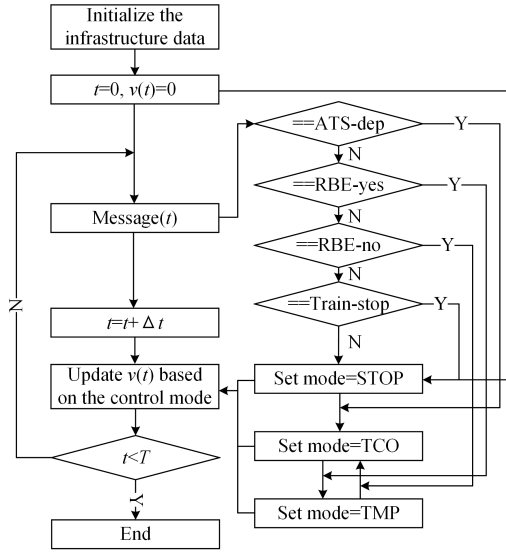 Initialize the
infrastructure data
t=0, v(t)=0
==ATS-dep
Y
N
==RBE-yes
Y
N
Message(t)
==RBE-no
Y
N
==Train-stop
Y
N
N
t=t+Δt
Update v(t) based
on the control mode
Set mode=STOP
t<T
Set mode=TCO
Y
Set mode=TMP
End